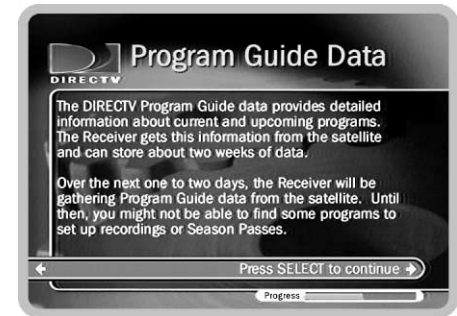 Program Guide Data
DIRECTV
The DIRECTV Program Guide data provides detailed
information about current and upcoming programs.
The Receiver gets this information from the satellite
and can store about two weeks of data.
Over the next one to two days, the Receiver will be
gathering Program Guide data from the satellite. Until
then, you might not be able to find some programs to
set up recordings or Season Passes.
Press SELECT to continue
Progress